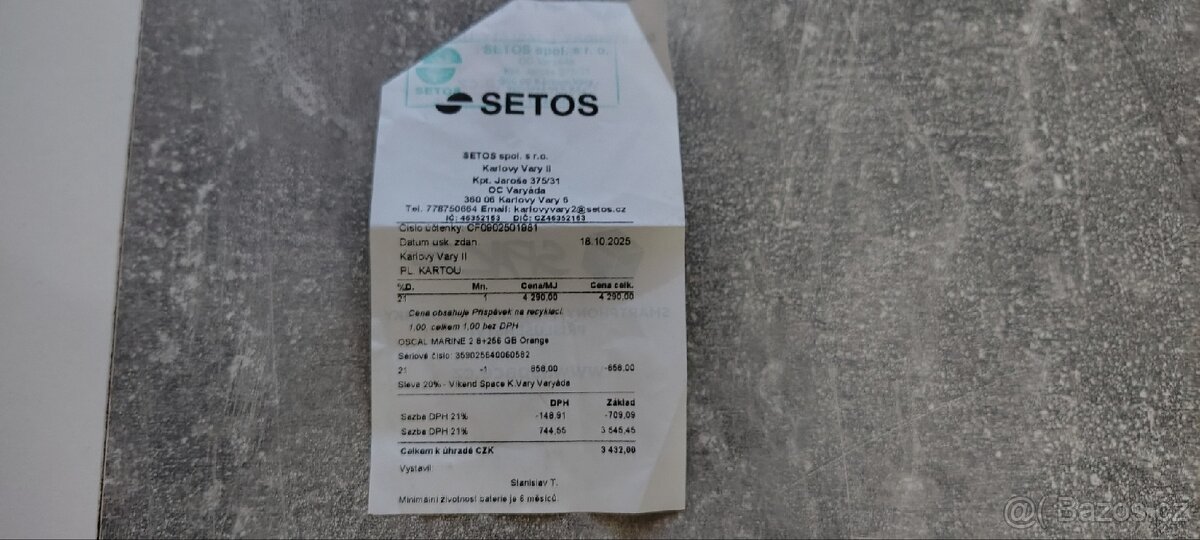 SETOS spol. s r. o.
SETOS
SETOS
SETOS spol. s r.o.
Karlovy Vary II
Kpt. Jaroše 375/31
OC Varyáda
360 06 Karlovy Vary 6
Tel. 778750664 Email: karlovyvary2@setos.cz
IČ: 46352163 DIČ: CZ46352163
Číslo účtenky: CF0902501981
Datum usk. zdan 18.10.2025
Karlovy Vary II
PL. KARTOU
%D. Mn. Cena/MJ Cena celk.
21 1 4 290,00 4 290,00
Cena obsahuje Příspěvek na recyklaci:
1,00, celkem 1,00 bez DPH
OSCAL MARINE 2 8+256 GB Orange
Sériové číslo: 359025640060582
21 -1 858,00 -858,00
Sleva 20% - Víkend Space K.Vary Varyáda
DPH Základ
Sazba DPH 21% -148,91 -709,09
Sazba DPH 21% 744,55 3 545,45
Celkem k úhradě CZK 3 432,00
Vystavil
Stanislav T.
Minimální životnost baterie je 6 měsíců.
@( Bazos.cz